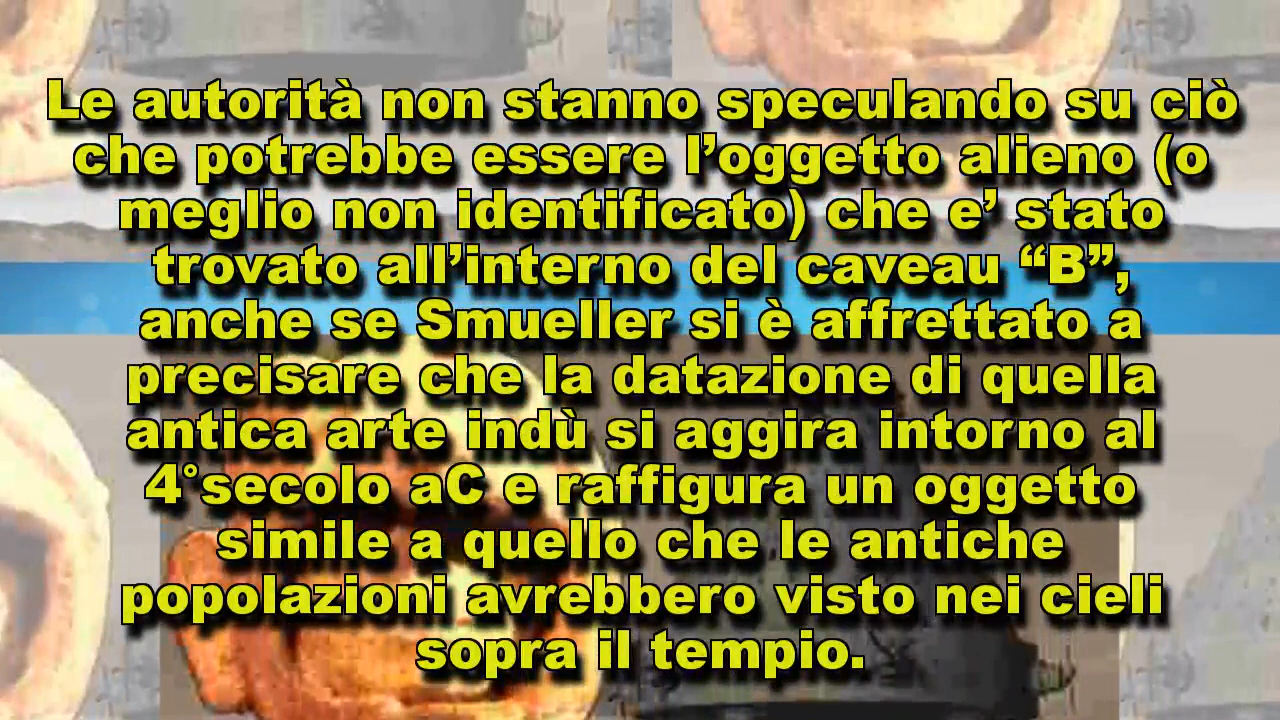 Le autorità non stanno speculando su ciò
che potrebbe essere l’oggetto alieno (o
meglio non identificato) che e’ stato
trovato all’interno del caveau “B”,
anche se Smueller si è affrettato a
precisare che la datazione di quella
antica arte indù si aggira intorno al
4°secolo aC e raffigura un oggetto
simile a quello che le antiche
popolazioni avrebbero visto nei cieli
sopra il tempio.